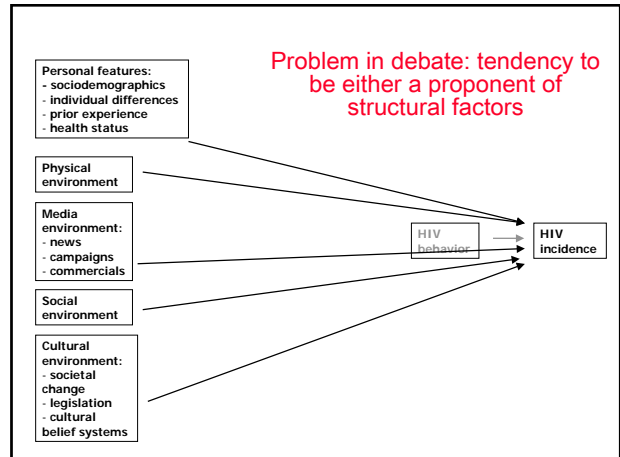 Problem in debate: tendency to
be either a proponent of
structural factors
Personal features:
- sociodemographics
- individual differences
- prior experience
- health status
Physical
environment
Media
environment:
- news
- campaigns
- commercials
Social
environment
Cultural
environment:
- societal
change
- legislation
- cultural
belief systems
HIV
behavior
HIV
incidence